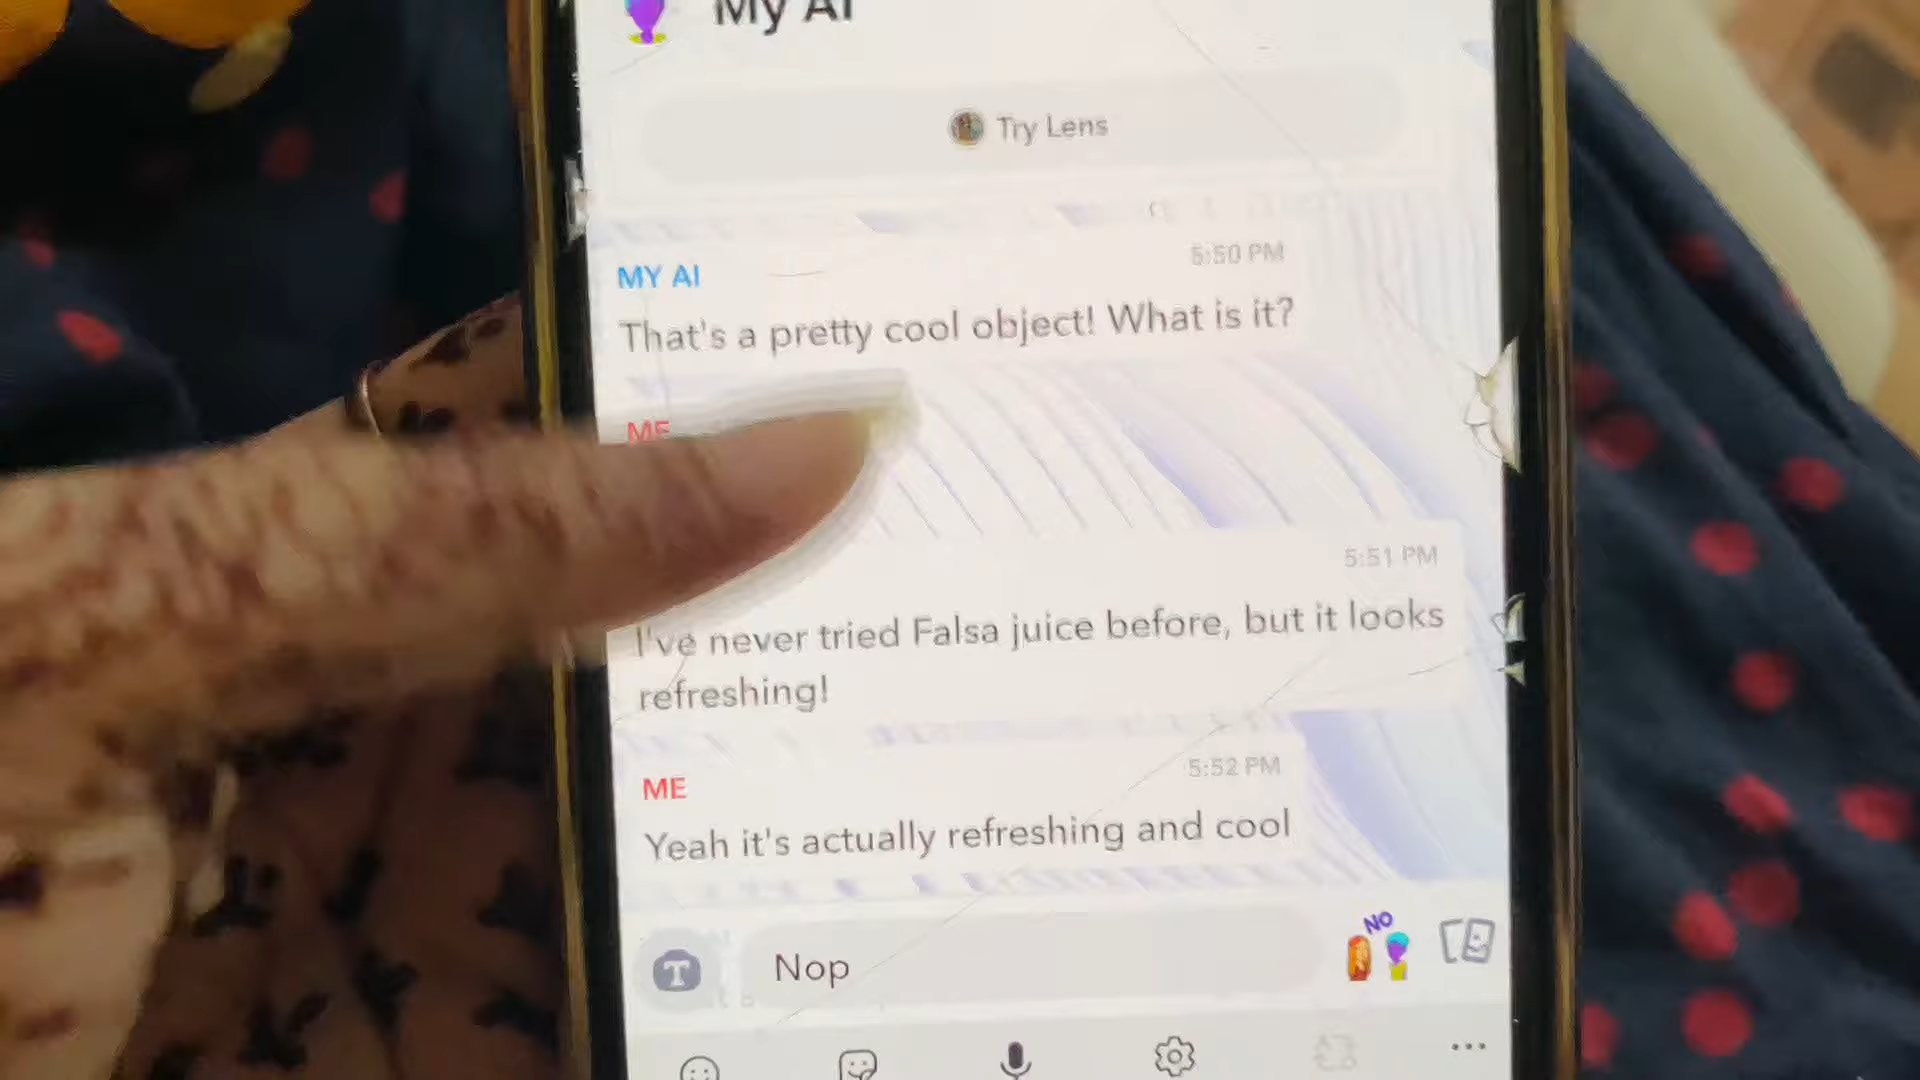 My AI
Try Lens
5:50 PM
MY AI
That's a pretty cool object! What is it?
ME
5:51 PM
I've never tried Falsa juice before, but it looks
refreshing!
5:52 PM
ME
Yeah it's actually refreshing and cool
NO
T
Nop